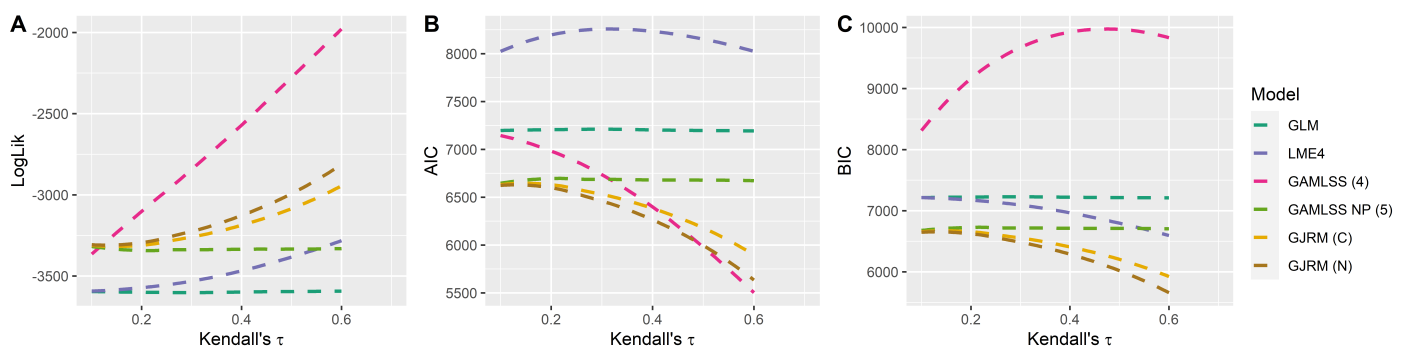 A
LogLik
-2000
-2500
-3000
-3500
0.2
0.4
0.6
Kendall's τ
B
AIC
8000
7500
7000
6500
6000
5500
0.2
0.4
0.6
Kendall's τ
C
BIC
10000
9000
8000
7000
6000
0.2
0.4
0.6
Kendall's τ
Model
GLM
LME4
GAMLSS (4)
GAMLSS NP (5)
GJRM (C)
GJRM (N)